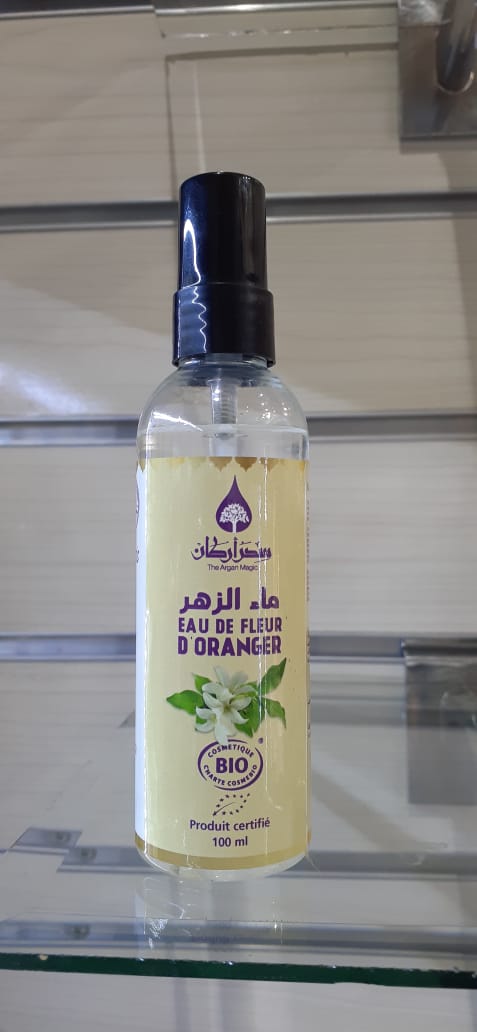 سحر أركان
The Argan Magic
ماء الزهر
EAU DE FLEUR
D'ORANGER
COSMETIQUE
BIO
CHARTE COSMEBIO
®
Produit certifié
100 ml